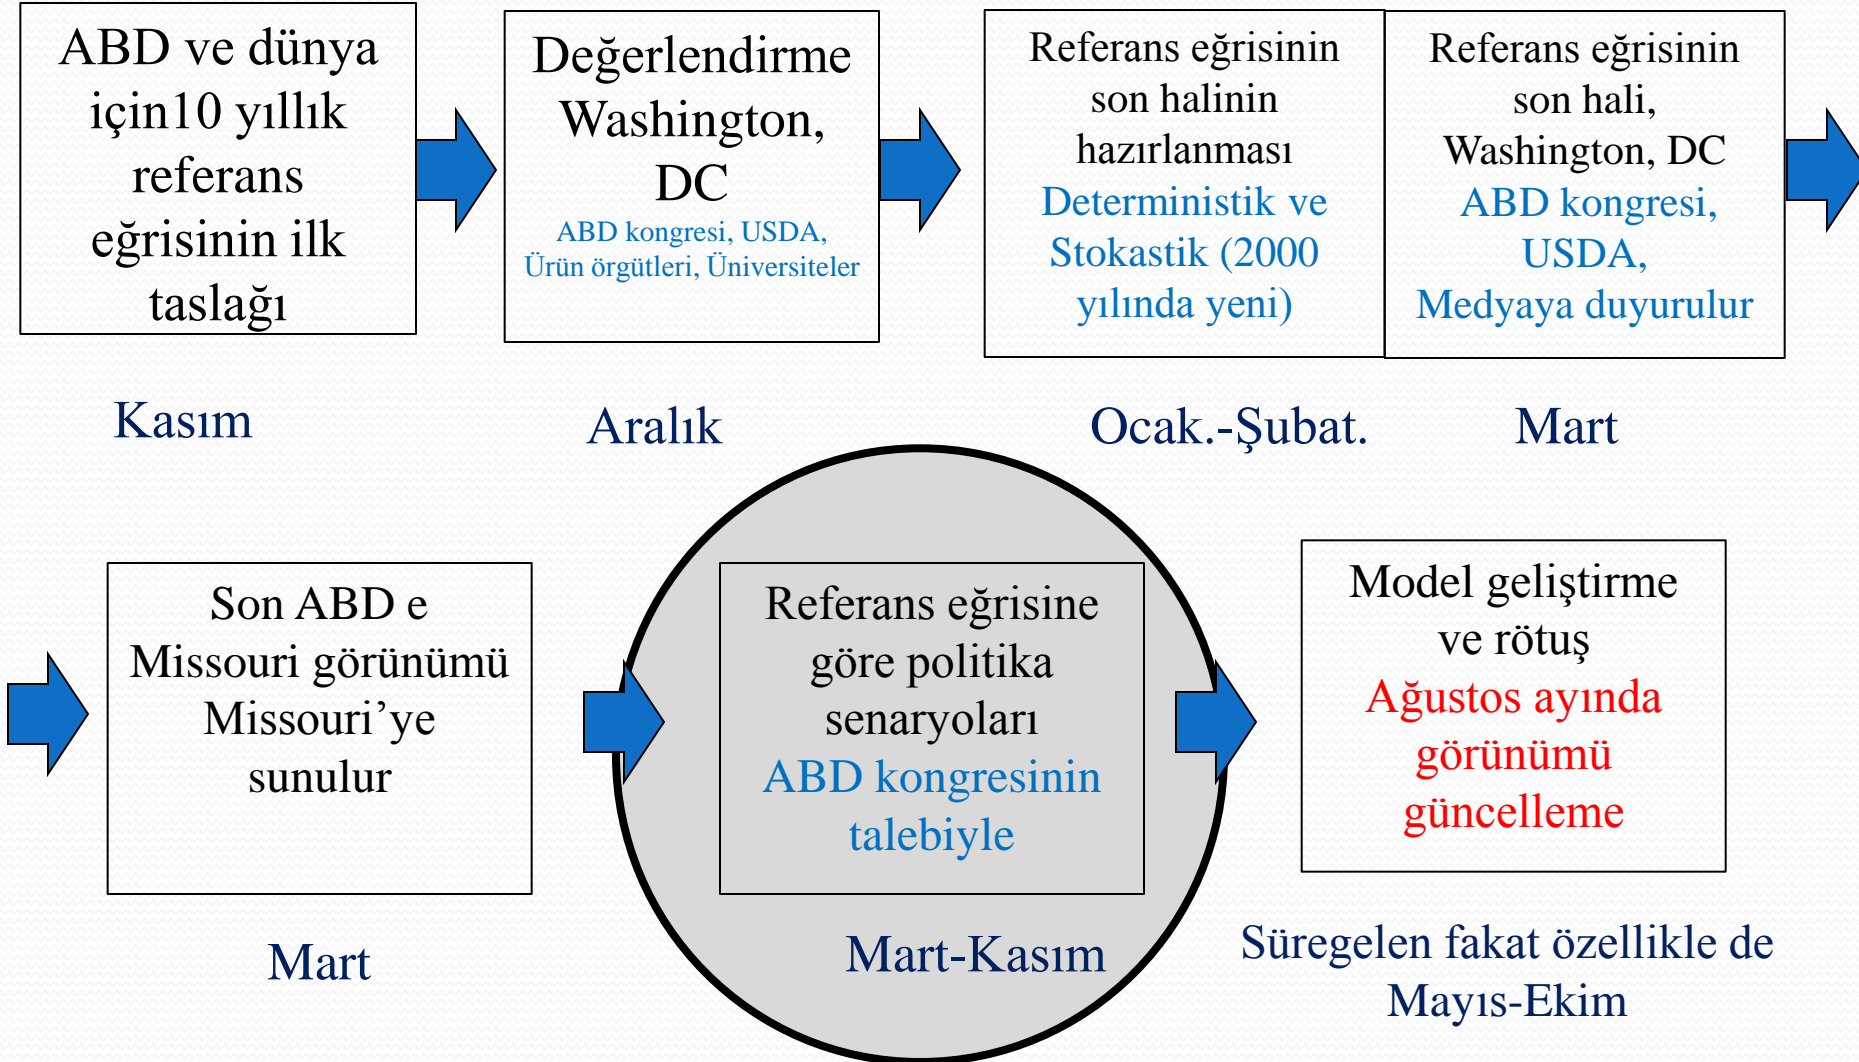 ABD ve dünya
için10 yıllık
referans
eğrisinin ilk
taslağı
Değerlendirme
Washington,
DC
ABD kongresi, USDA,
Ürün örgütleri, Üniversiteler
Referans eğrisinin
son halinin
hazırlanması
Deterministik ve
Stokastik (2000
yılında yeni)
Referans eğrisinin
son hali,
Washington, DC
ABD kongresi,
USDA,
Medyaya duyurulur
Kasım
Aralık
Ocak.-Şubat.
Mart
Son ABD e
Missouri görünümü
Missouri’ye
sunulur
Referans eğrisine
göre politika
senaryoları
ABD kongresinin
talebiyle
Model geliştirme
ve rötuş
Ağustos ayında
görünümü
güncelleme
Mart
Mart-Kasım
Süregelen fakat özellikle de
Mayıs-Ekim